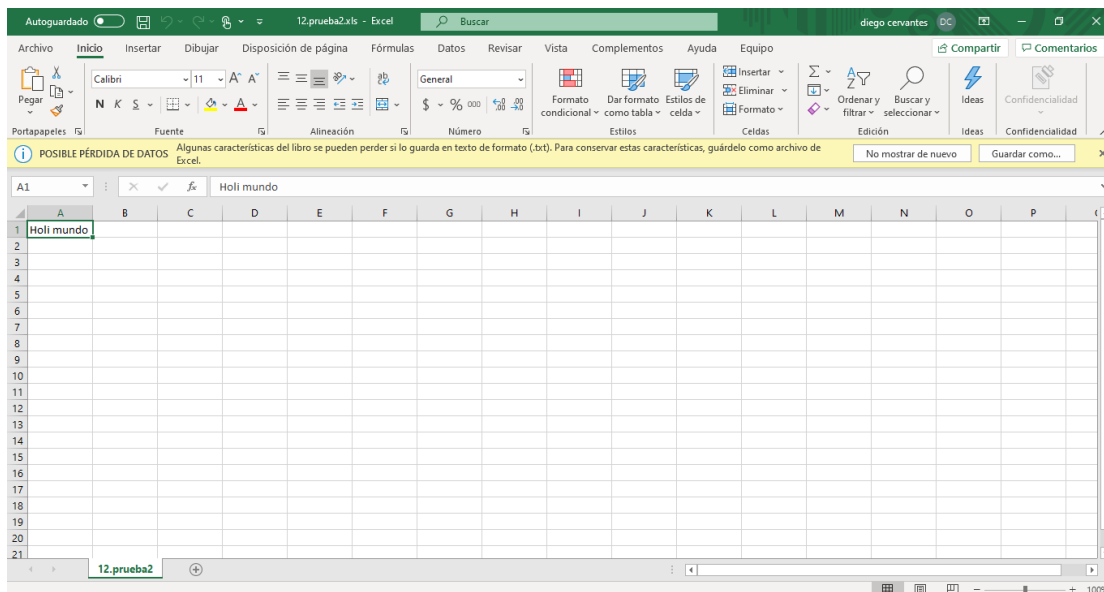 Autoguardado 12.prueba2.xls - Excel Buscar diego cervantes DC
Archivo Inicio Insertar Dibujar Disposición de página Fórmulas Datos Revisar Vista Complementos Ayuda Equipo Compartir Comentarios
Calibri 11 A^ Aˇ ab General Insertar Σ
Pegar N K S A $ % 000 Formato condicional Dar formato como tabla Estilos de celda Eliminar Formato Ordenar y filtrar Buscar y seleccionar Ideas Confidencialidad
Portapapeles Fuente Alineación Número Estilos Celdas Edición Ideas Confidencialidad
POSIBLE PÉRDIDA DE DATOS Algunas características del libro se pueden perder si lo guarda en texto de formato (.txt). Para conservar estas características, guárdelo como archivo de
Excel. No mostrar de nuevo Guardar como...
A1 fx Holi mundo
A B C D E F G H I J K L M N O P
1 Holi mundo
2
3
4
5
6
7
8
9
10
11
12
13
14
15
16
17
18
19
20
21
12.prueba2
100%